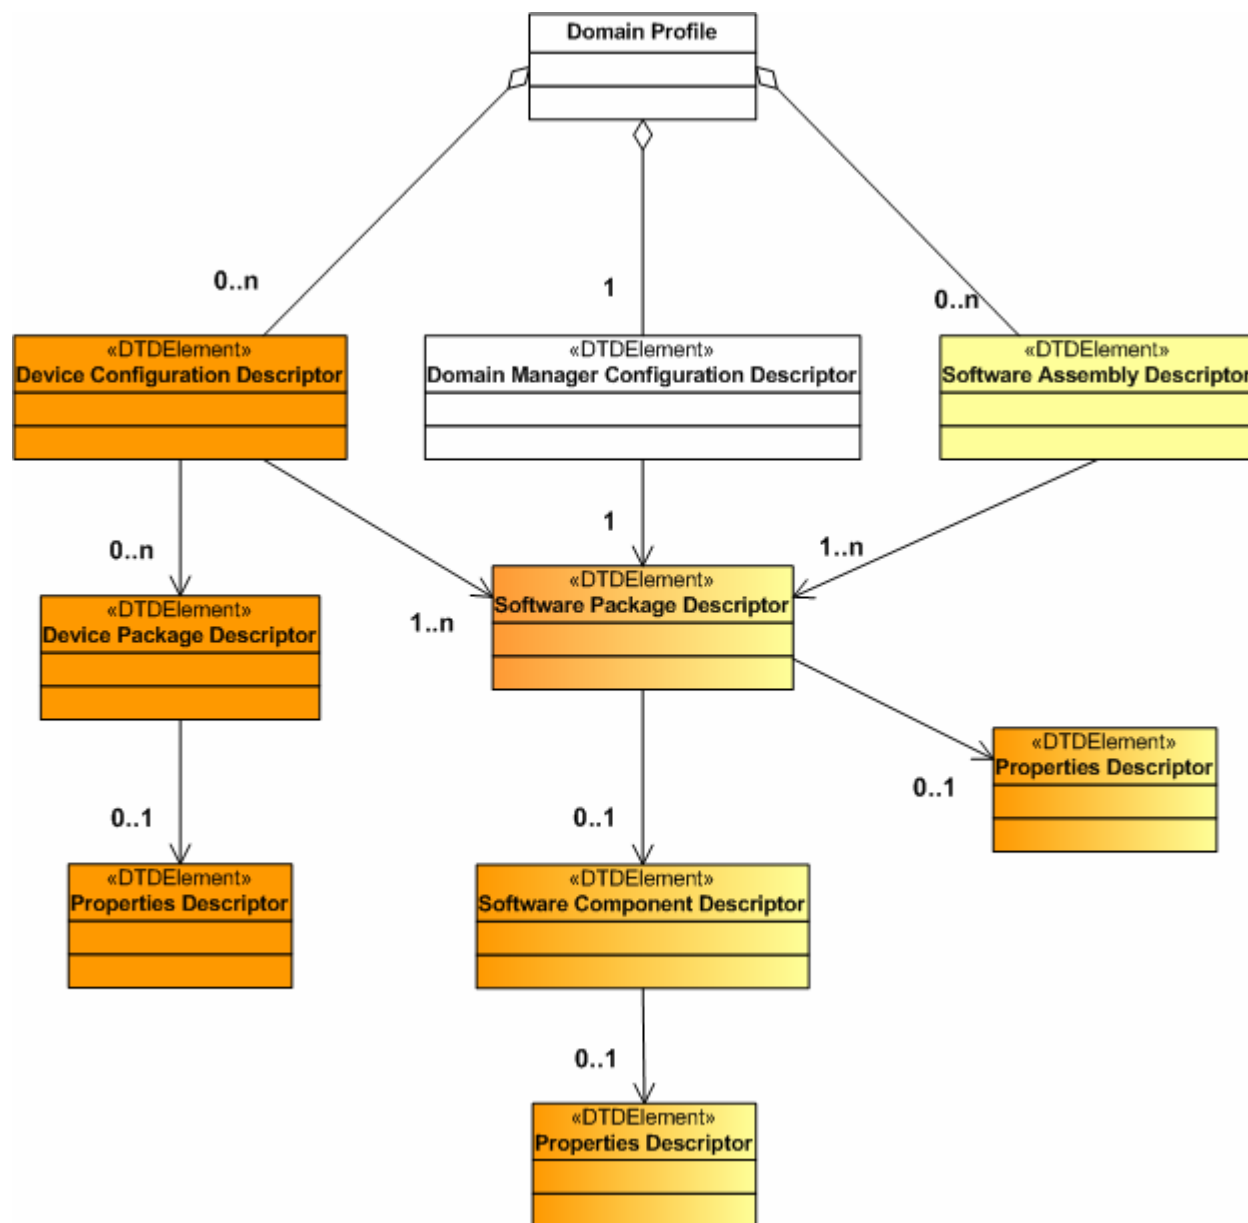 Domain Profile
0..n
1
0..n
«DTDElement»
Device Configuration Descriptor
«DTDElement»
Domain Manager Configuration Descriptor
«DTDElement»
Software Assembly Descriptor
0..n
1
1..n
«DTDElement»
Device Package Descriptor
1..n
«DTDElement»
Software Package Descriptor
0..1
0..1
0..1
«DTDElement»
Properties Descriptor
«DTDElement»
Properties Descriptor
«DTDElement»
Software Component Descriptor
0..1
«DTDElement»
Properties Descriptor